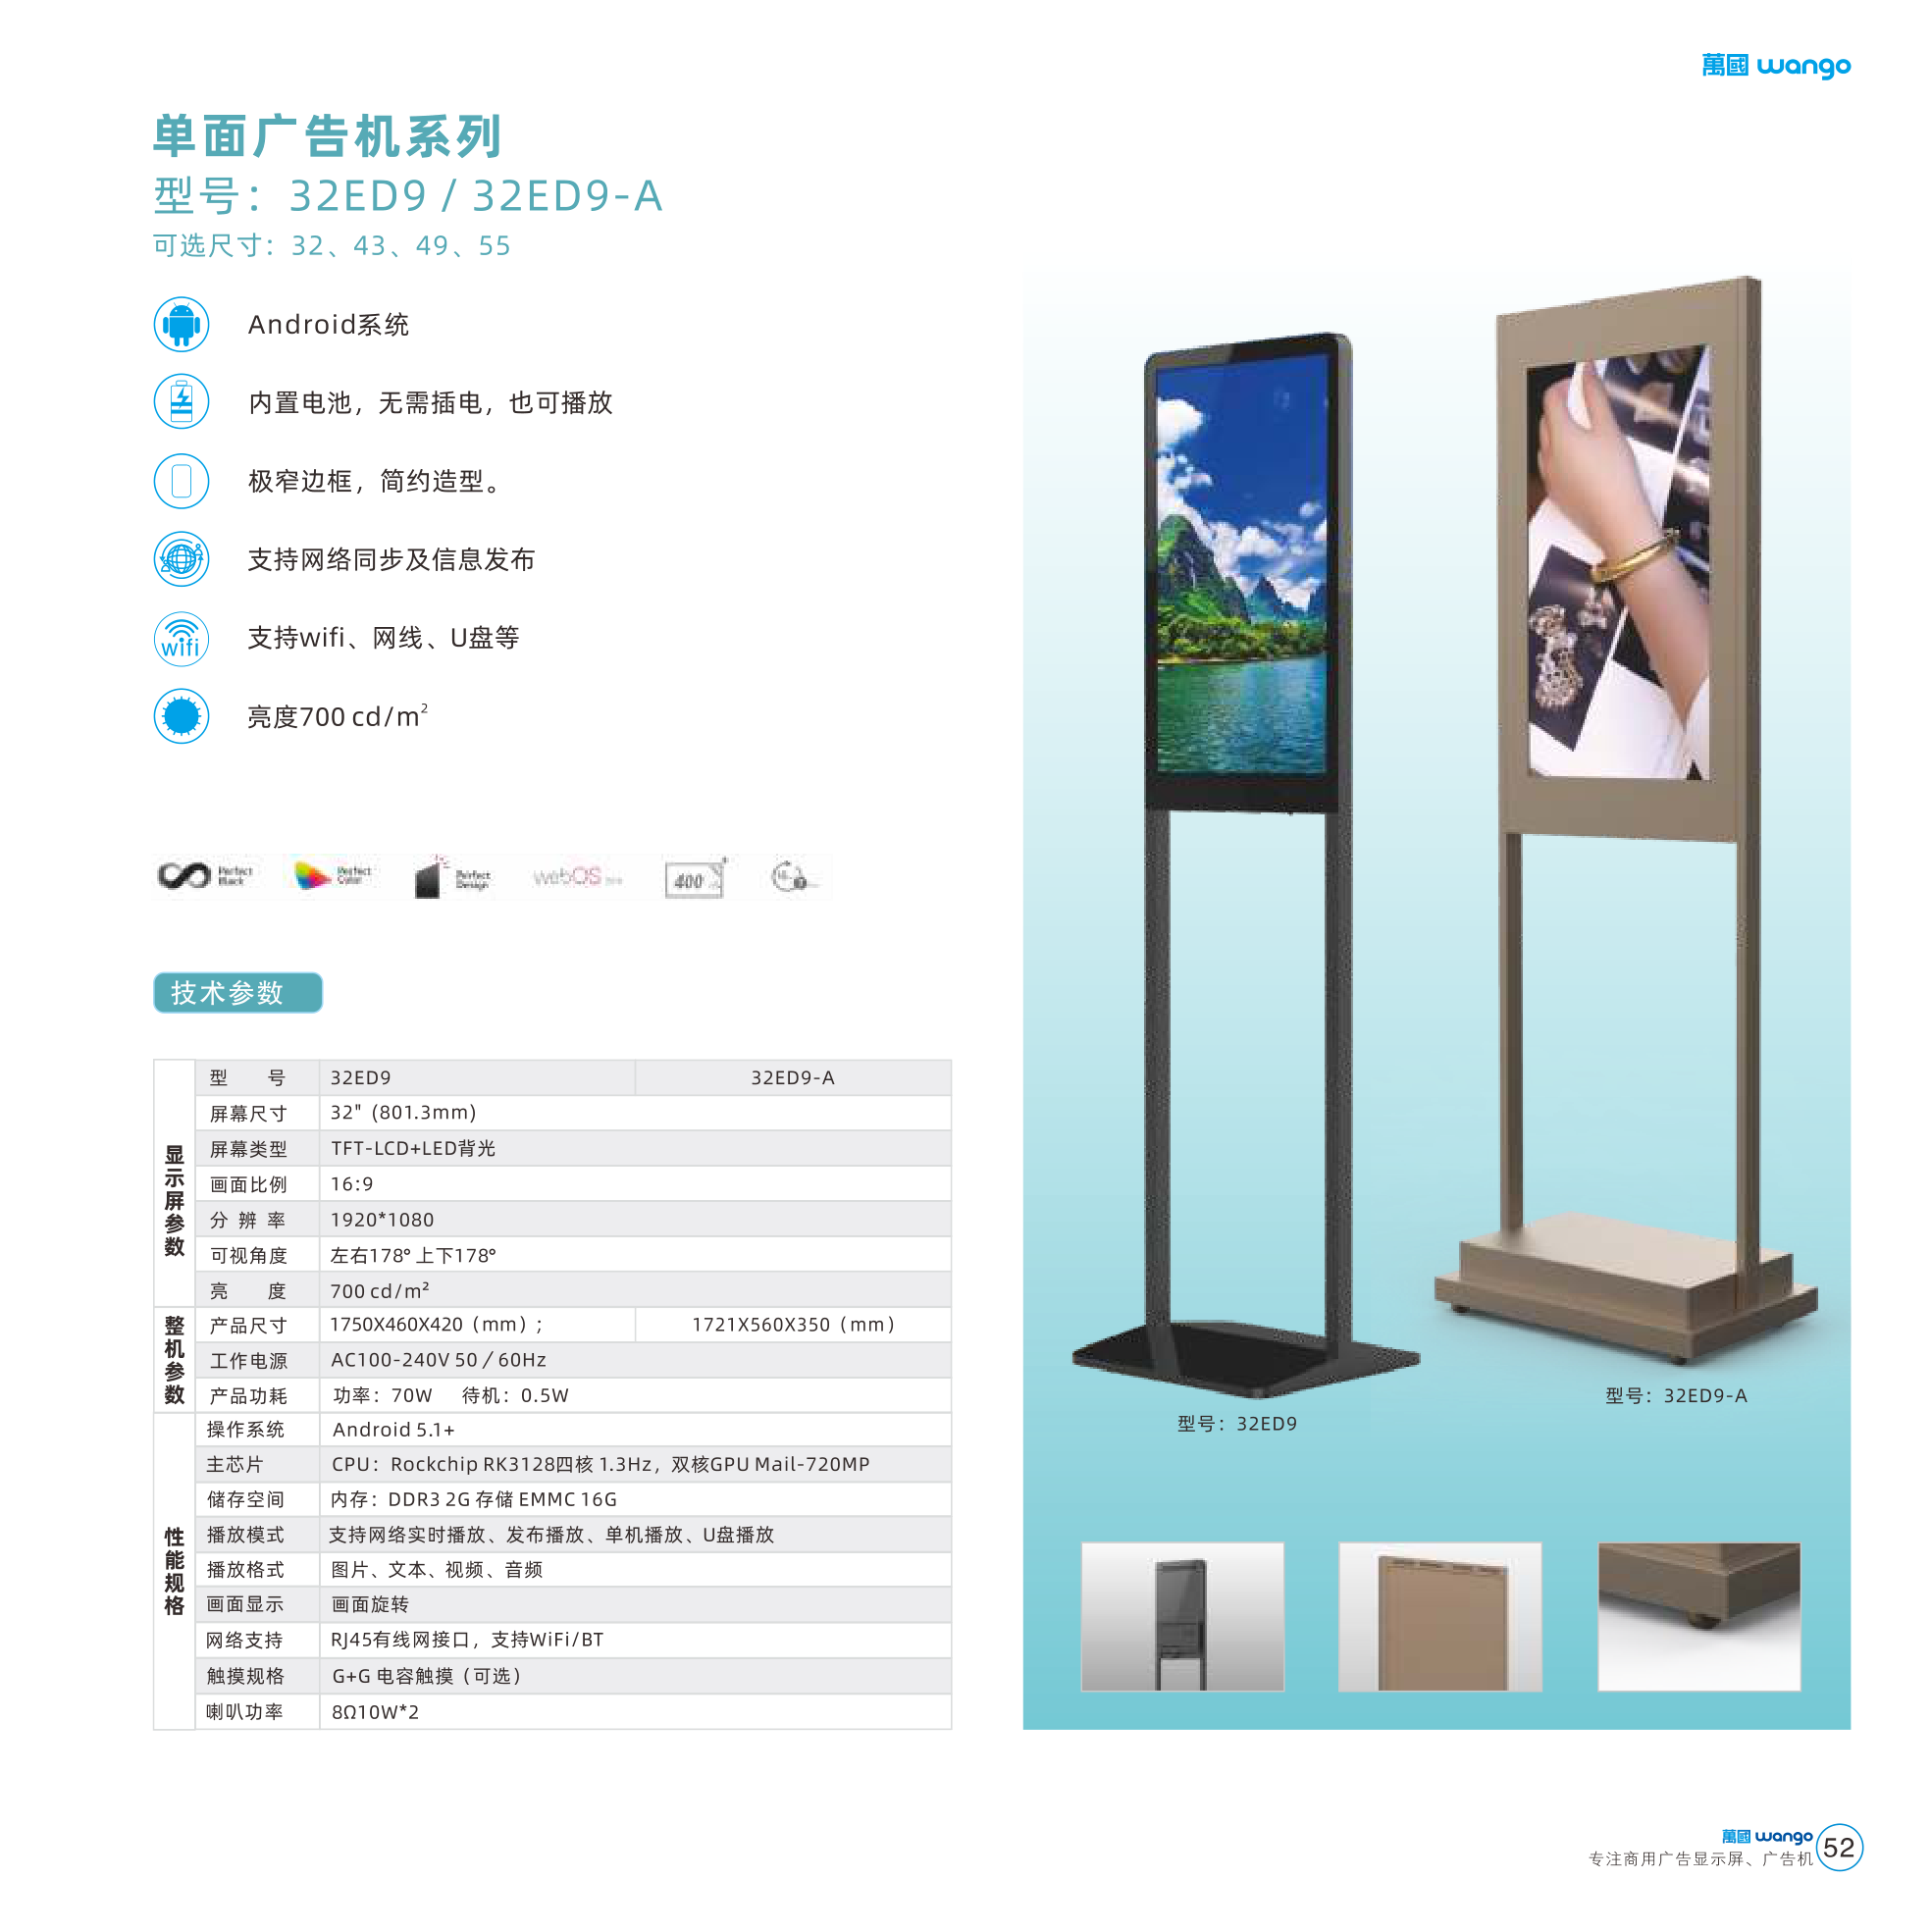 萬國 wango
单面广告机系列
型号：32ED9 / 32ED9-A
可选尺寸：32、43、49、55
Android系统
内置电池，无需插电，也可播放
极窄边框，简约造型。
支持网络同步及信息发布
wifi
支持wifi、网线、U盘等
亮度700 cd/m²
Perfect Black
Perfect Color
Perfect Design
webOS
400
技术参数
显示屏参数
型 号 32ED9 32ED9-A
屏幕尺寸 32" (801.3mm)
屏幕类型 TFT-LCD+LED背光
画面比例 16:9
分 辨 率 1920*1080
可视角度 左右178° 上下178°
亮 度 700 cd/m²
整机参数
产品尺寸 1750X460X420（mm）; 1721X560X350（mm）
工作电源 AC100-240V 50／60Hz
产品功耗 功率：70W 待机：0.5W
性能规格
操作系统 Android 5.1+
主芯片 CPU：Rockchip RK3128四核 1.3Hz，双核GPU Mail-720MP
储存空间 内存：DDR3 2G 存储 EMMC 16G
播放模式 支持网络实时播放、发布播放、单机播放、U盘播放
播放格式 图片、文本、视频、音频
画面显示 画面旋转
网络支持 RJ45有线网接口，支持WiFi/BT
触摸规格 G+G 电容触摸（可选）
喇叭功率 8Ω10W*2
型号：32ED9
型号：32ED9-A
萬國 wango
专注商用广告显示屏、广告机
52